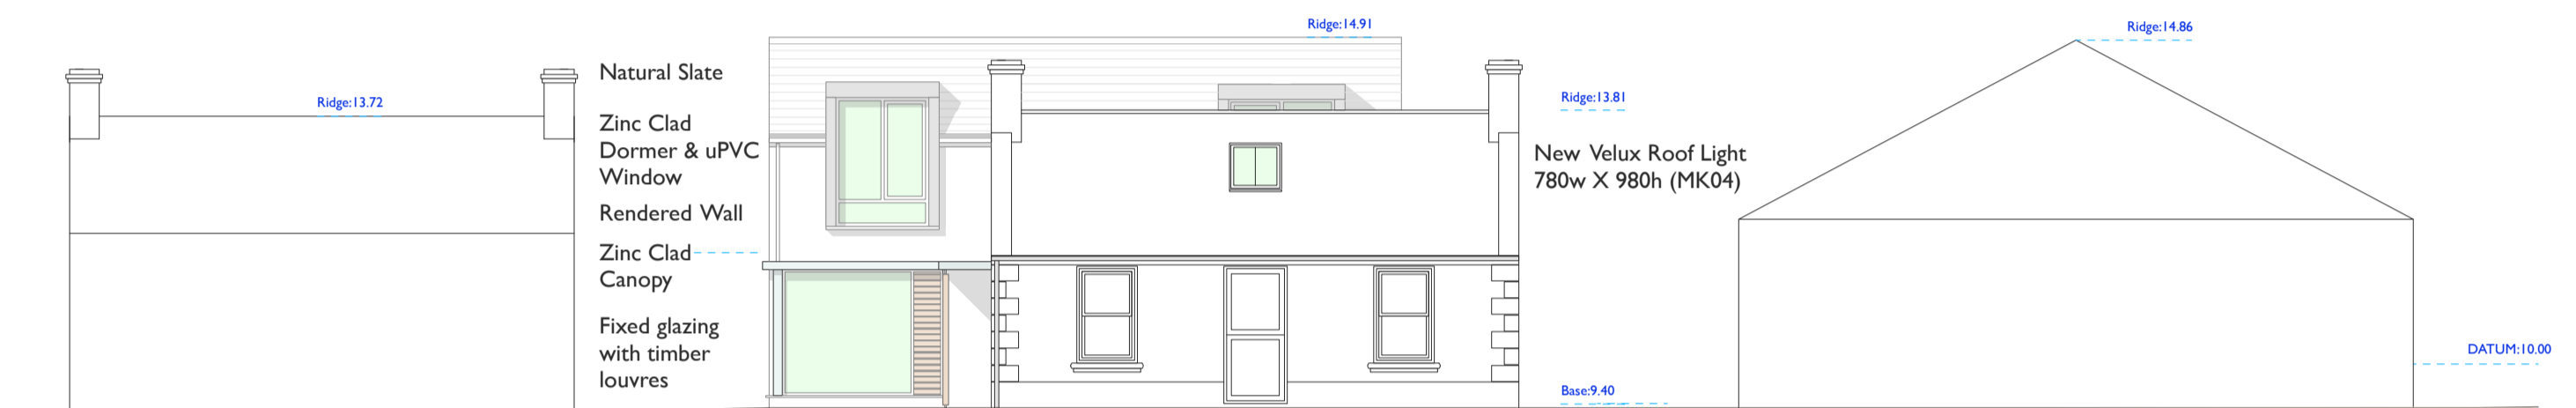 Ridge:13.72
Natural Slate
Zinc Clad
Dormer & uPVC
Window
Rendered Wall
Zinc Clad
Canopy
Fixed glazing
with timber
louvres
Ridge:14.91
Ridge:13.81
New Velux Roof Light
780w X 980h (MK04)
Base:9.40
Ridge:14.86
DATUM:10.00